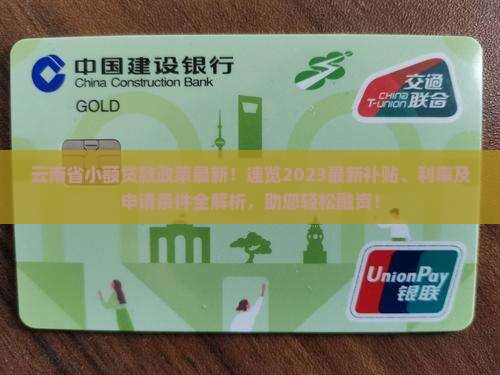 中国建设银行
China Construction Bank
GOLD
交通
联合
CHINA
T-UNION
云南省小额贷款政策最新！速览2023最新补贴、利率及
申请条件全解析，助您轻松融资！
UnionPay
银联